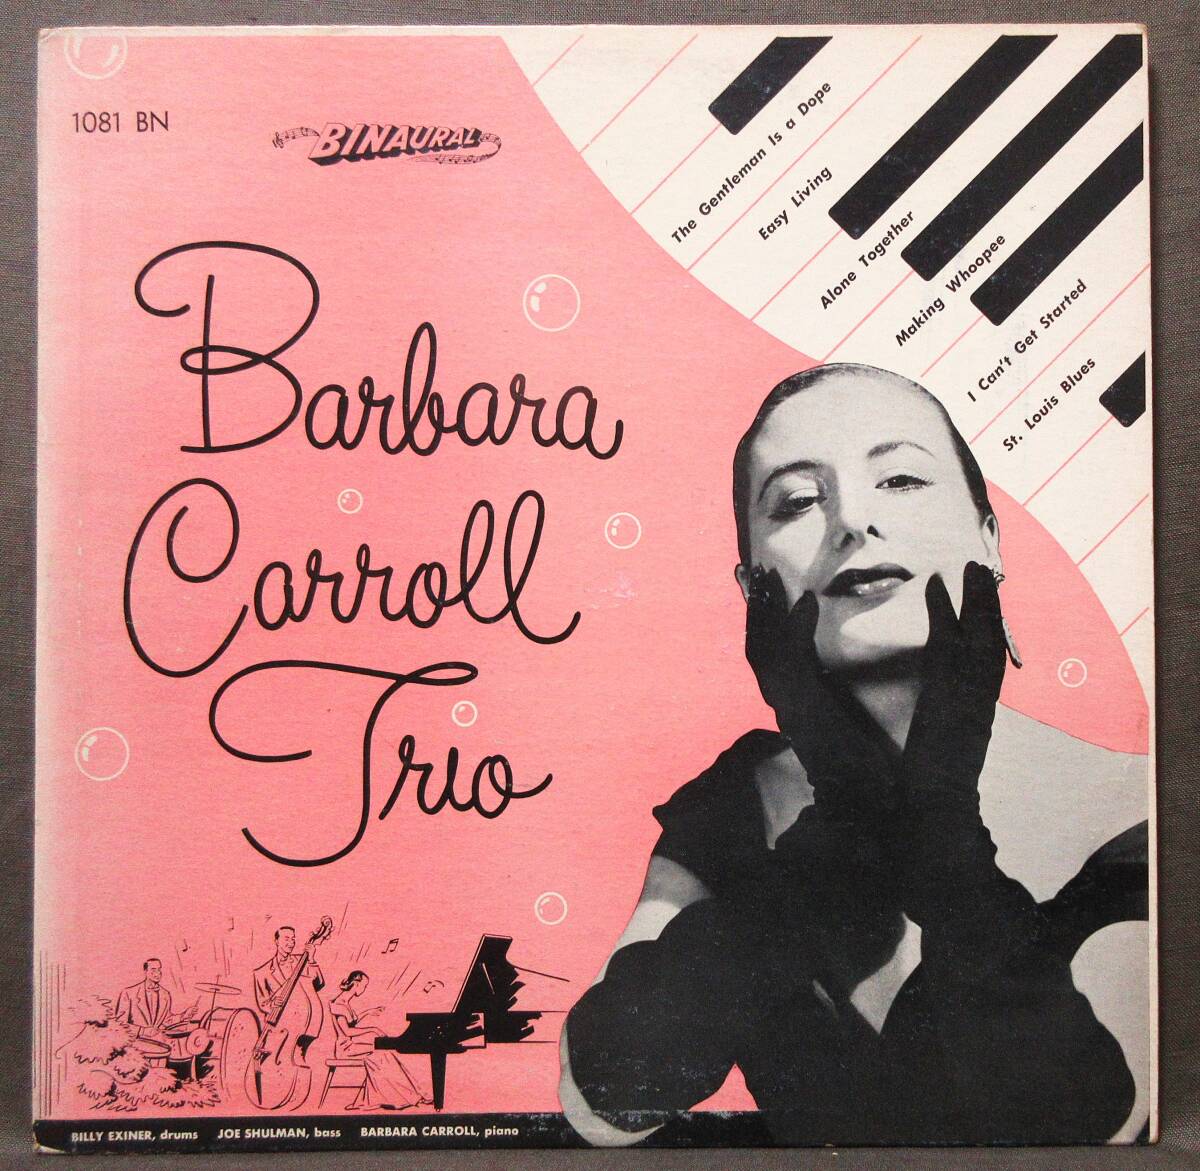 1081 BN
BINAURAL
The Gentleman Is a Dope
Easy Living
Alone Together
Making Whoopee
I Can't Get Started
St. Louis Blues
Barbara
Carroll
Trio
BILLY EXINER, drums JOE SHULMAN, bass BARBARA CARROLL, piano